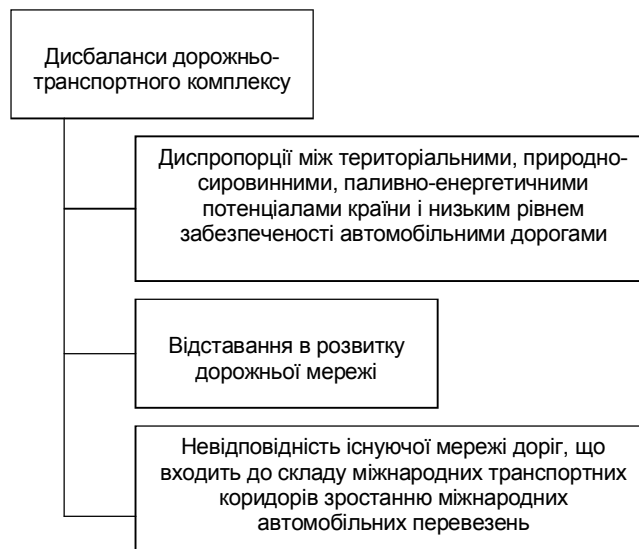 Дисбаланси дорожньо-
транспортного комплексу
Диспропорції між територіальними, природно-
сировинними, паливно-енергетичними
потенціалами країни і низьким рівнем
забезпеченості автомобільними дорогами
Відставання в розвитку
дорожньої мережі
Невідповідність існуючої мережі доріг, що
входить до складу міжнародних транспортних
коридорів зростанню міжнародних
автомобільних перевезень